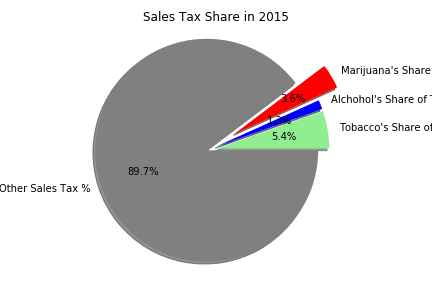 Sales Tax Share in 2015
Marijuana's Share
3.6%
Alchohol's Share of
1.3%
Tobacco's Share of
5.4%
89.7%
Other Sales Tax %